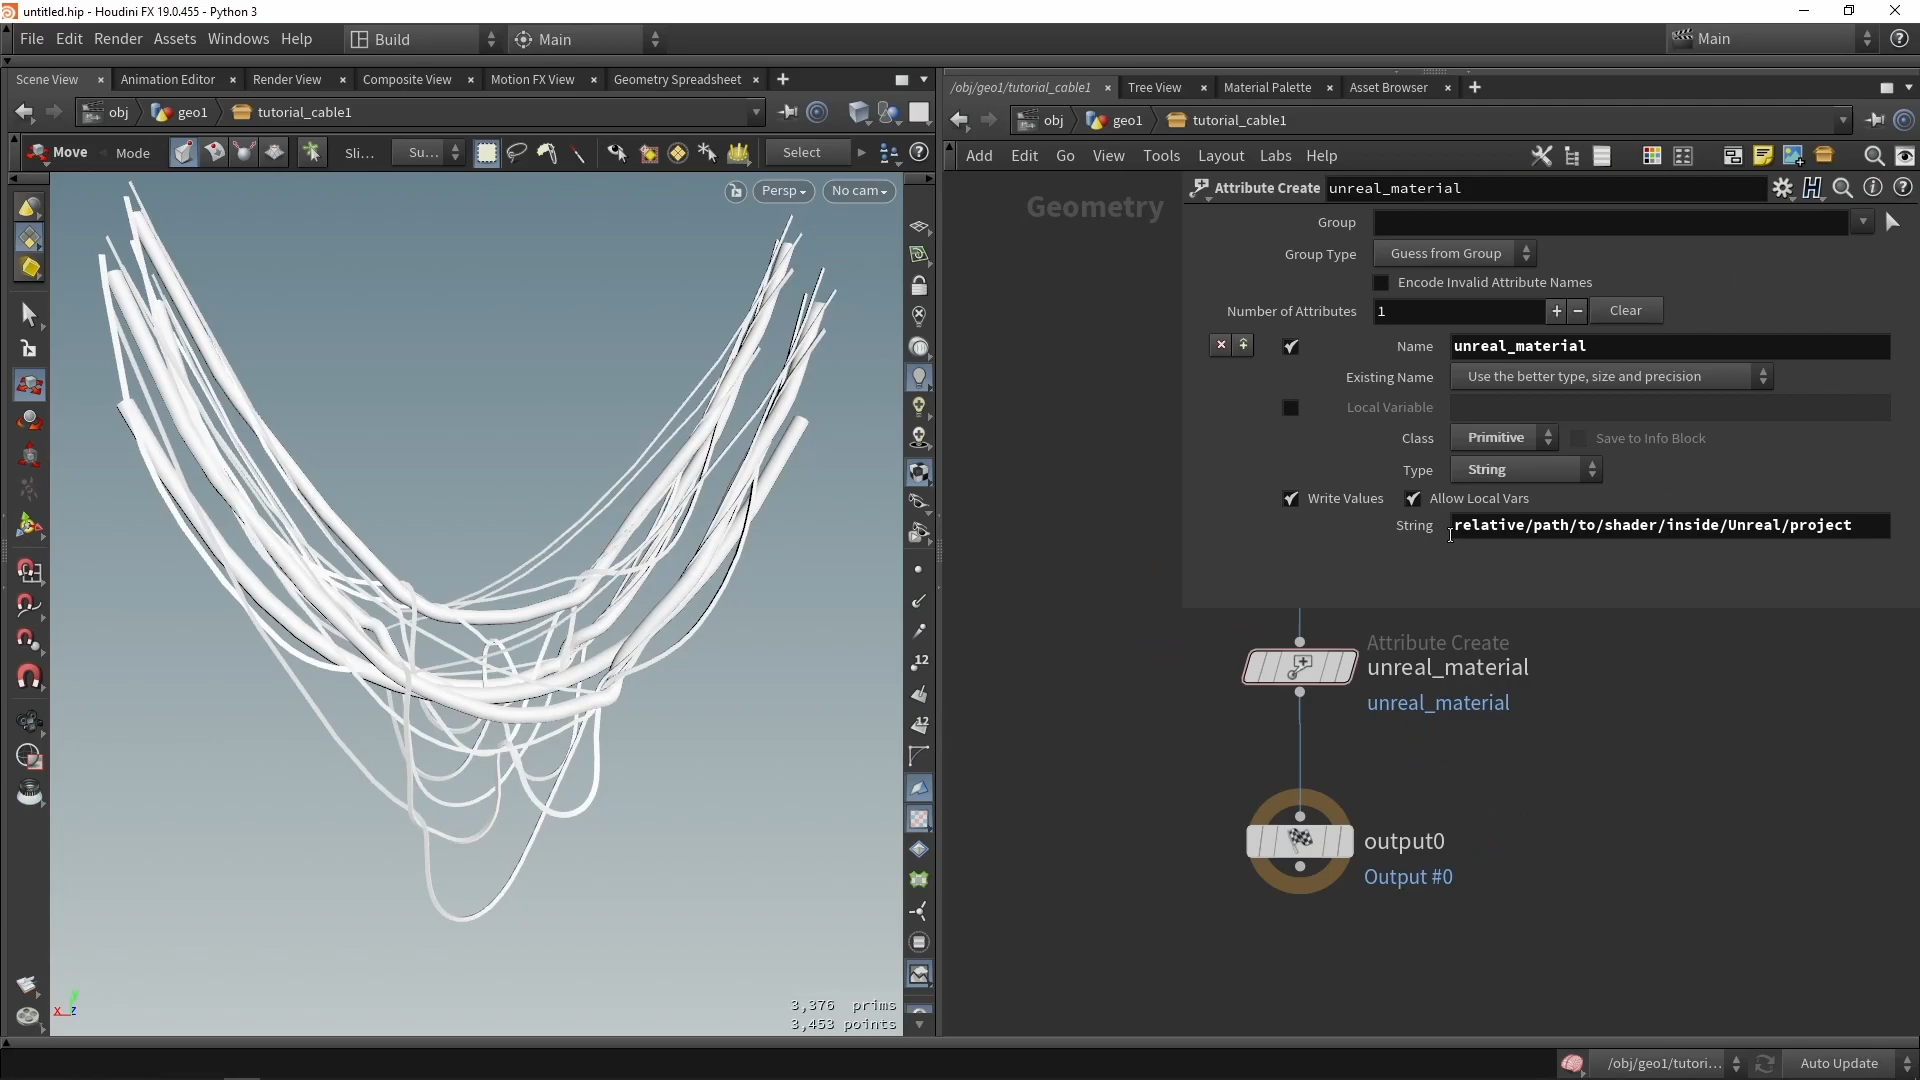 untitled.hip - Houdini FX 19.0.455 - Python 3
File Edit Render Assets Windows Help Build Main Main
Scene View Animation Editor Render View Composite View Motion FX View Geometry Spreadsheet
obj geo1 tutorial_cable1
Move Mode Sli... Su... Select
Persp No cam
12
12
x y z
3,376 prims
3,453 points
/obj/geo1/tutorial_cable1 Tree View Material Palette Asset Browser
obj geo1 tutorial_cable1
Add Edit Go View Tools Layout Labs Help
Geometry
Attribute Create unreal_material
Group
Group Type Guess from Group
Encode Invalid Attribute Names
Number of Attributes 1 Clear
Name unreal_material
Existing Name Use the better type, size and precision
Local Variable
Class Primitive Save to Info Block
Type String
Write Values Allow Local Vars
String relative/path/to/shader/inside/Unreal/project
Attribute Create
unreal_material
unreal_material
output0
Output #0
/obj/geo1/tutori... Auto Update